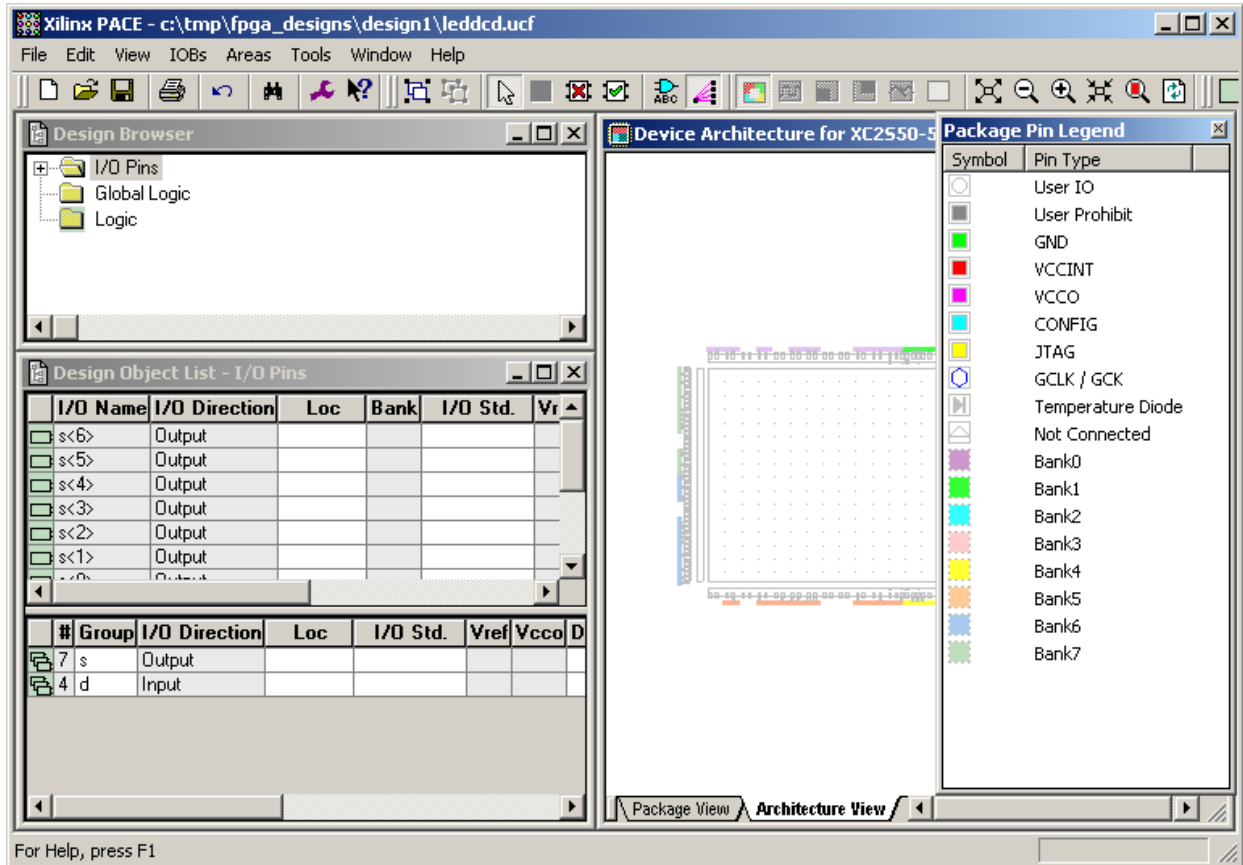 Xilinx PACE - c:\tmp\fpga_designs\design1\leddcd.ucf
File Edit View IOBs Areas Tools Window Help
ABC
Design Browser
I/O Pins
Global Logic
Logic
Design Object List - I/O Pins
I/O Name I/O Direction Loc Bank I/O Std. Vr
s<6> Output
s<5> Output
s<4> Output
s<3> Output
s<2> Output
s<1> Output
# Group I/O Direction Loc I/O Std. Vref Vcco D
7 s Output
4 d Input
Device Architecture for XC2S50-5
Package View Architecture View
Package Pin Legend
Symbol Pin Type
User IO
User Prohibit
GND
VCCINT
VCCO
CONFIG
JTAG
GCLK / GCK
Temperature Diode
Not Connected
Bank0
Bank1
Bank2
Bank3
Bank4
Bank5
Bank6
Bank7
For Help, press F1